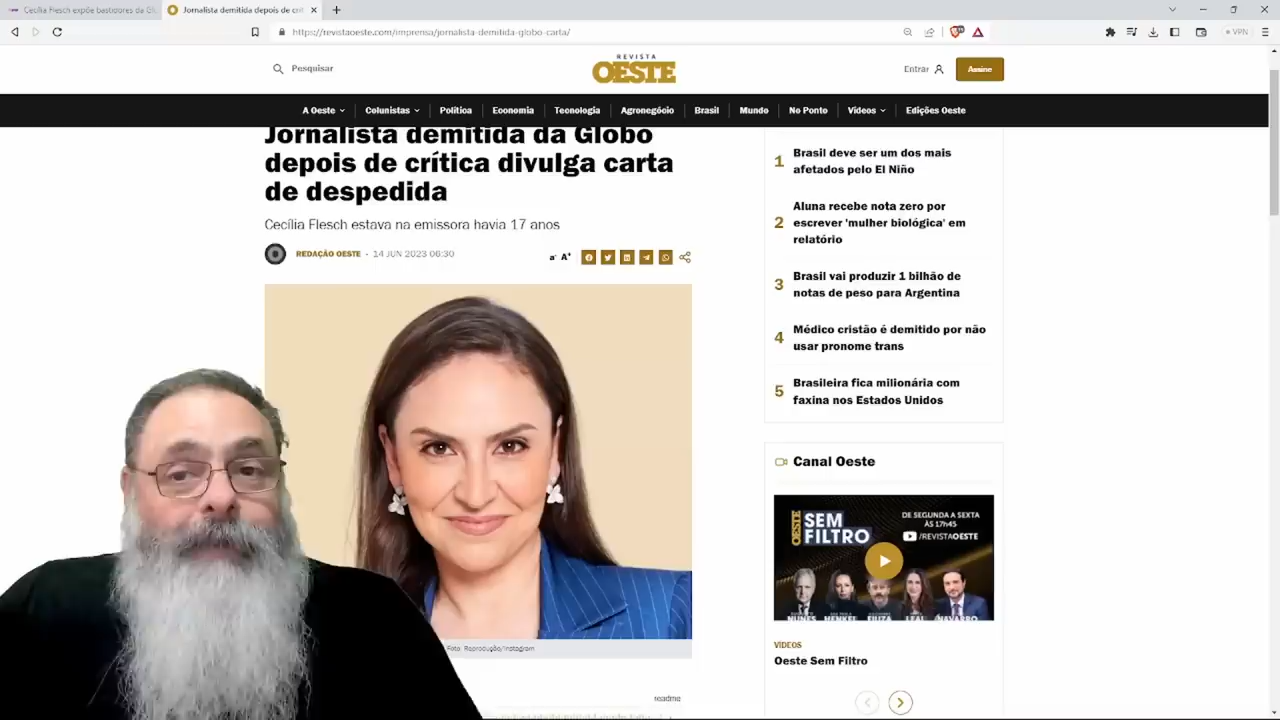 Cecília Flesch expõe bastidores da Gl
Jornalista demitida depois de crít
https://revistaoeste.com/imprensa/jornalista-demitida-globo-carta/
VPN
Pesquisar
REVISTA
OESTE
Entrar
Assine
A Oeste
Colunistas
Política
Economia
Tecnologia
Agronegócio
Brasil
Mundo
No Ponto
Vídeos
Edições Oeste
Jornalista demitida da Globo
depois de crítica divulga carta
de despedida
Cecília Flesch estava na emissora havia 17 anos
REDAÇÃO OESTE - 14 JUN 2023 06:30
a- A+
Foto: Reprodução/Instagram
readme
1 Brasil deve ser um dos mais
afetados pelo El Niño
2 Aluna recebe nota zero por
escrever 'mulher biológica' em
relatório
3 Brasil vai produzir 1 bilhão de
notas de peso para Argentina
4 Médico cristão é demitido por não
usar pronome trans
5 Brasileira fica milionária com
faxina nos Estados Unidos
Canal Oeste
OESTE
SEM
FILTRO
DE SEGUNDA A SEXTA
ÀS 17h45
/REVISTAOESTE
NUNES
HENKEL
FIUZA
LEAL
NAVARRO
VÍDEOS
Oeste Sem Filtro